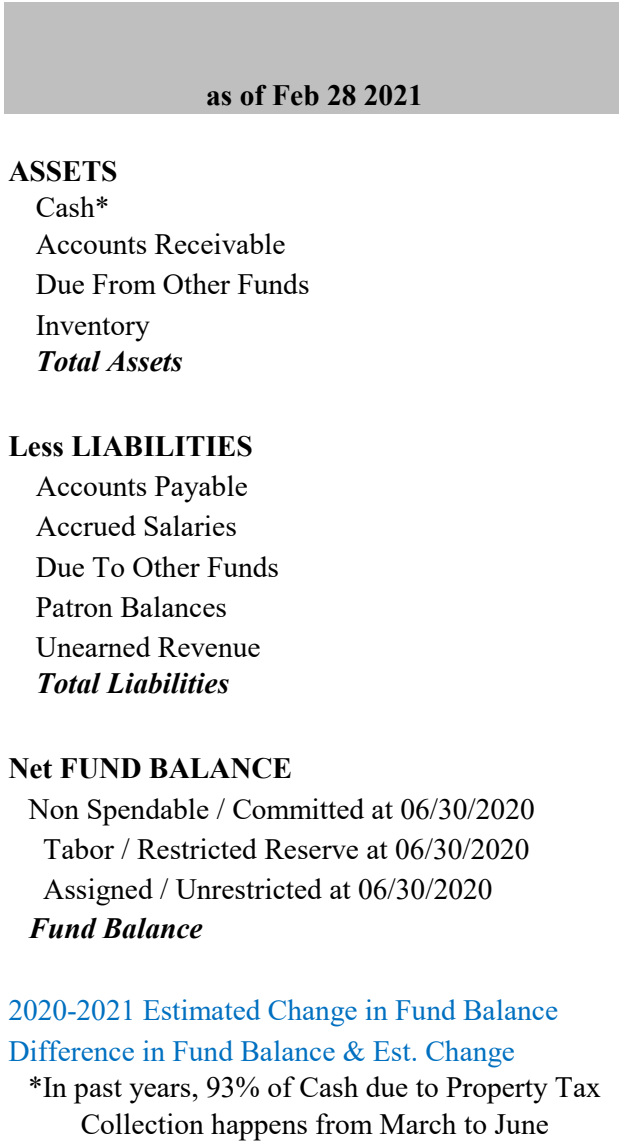 as of Feb 28 2021
ASSETS
Cash*
Accounts Receivable
Due From Other Funds
Inventory
Total Assets
Less LIABILITIES
Accounts Payable
Accrued Salaries
Due To Other Funds
Patron Balances
Unearned Revenue
Total Liabilities
Net FUND BALANCE
Non Spendable / Committed at 06/30/2020
Tabor / Restricted Reserve at 06/30/2020
Assigned / Unrestricted at 06/30/2020
Fund Balance
2020-2021 Estimated Change in Fund Balance
Difference in Fund Balance & Est. Change
*In past years, 93% of Cash due to Property Tax
Collection happens from March to June